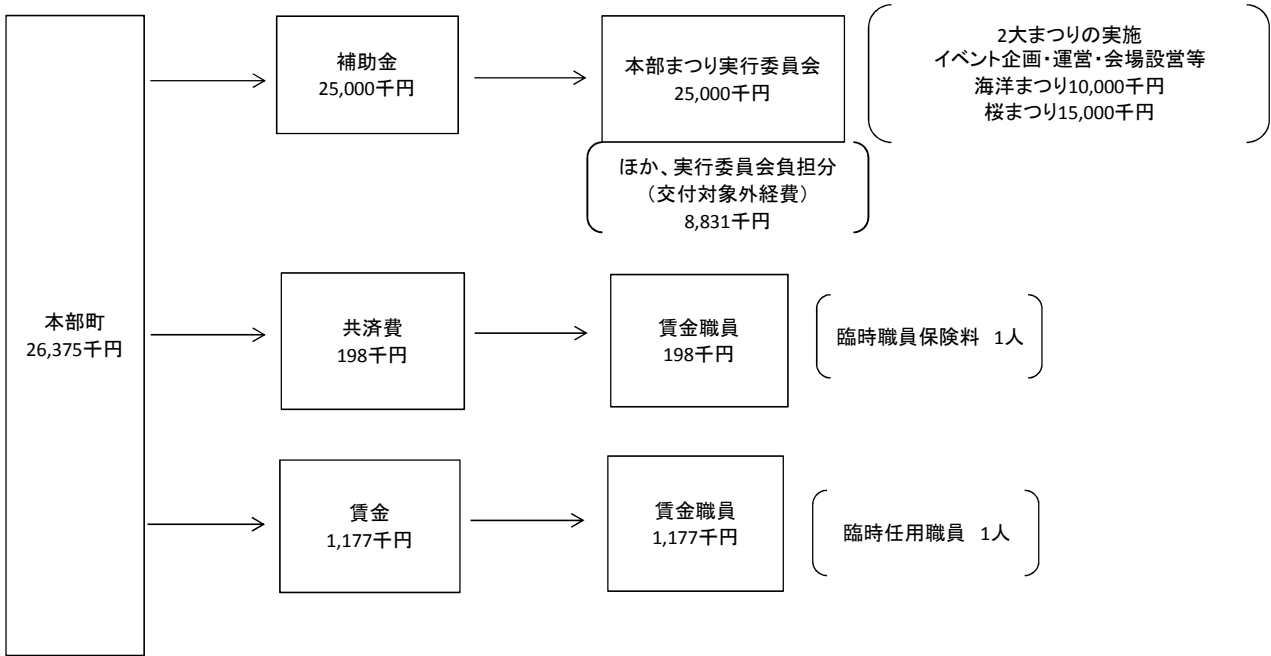 本部町
26,375千円
補助金
25,000千円
本部まつり実行委員会
25,000千円
2大まつりの実施
イベント企画・運営・会場設営等
海洋まつり10,000千円
桜まつり15,000千円
ほか、実行委員会負担分
（交付対象外経費）
8,831千円
共済費
198千円
賃金職員
198千円
臨時職員保険料 1人
賃金
1,177千円
賃金職員
1,177千円
臨時任用職員 1人